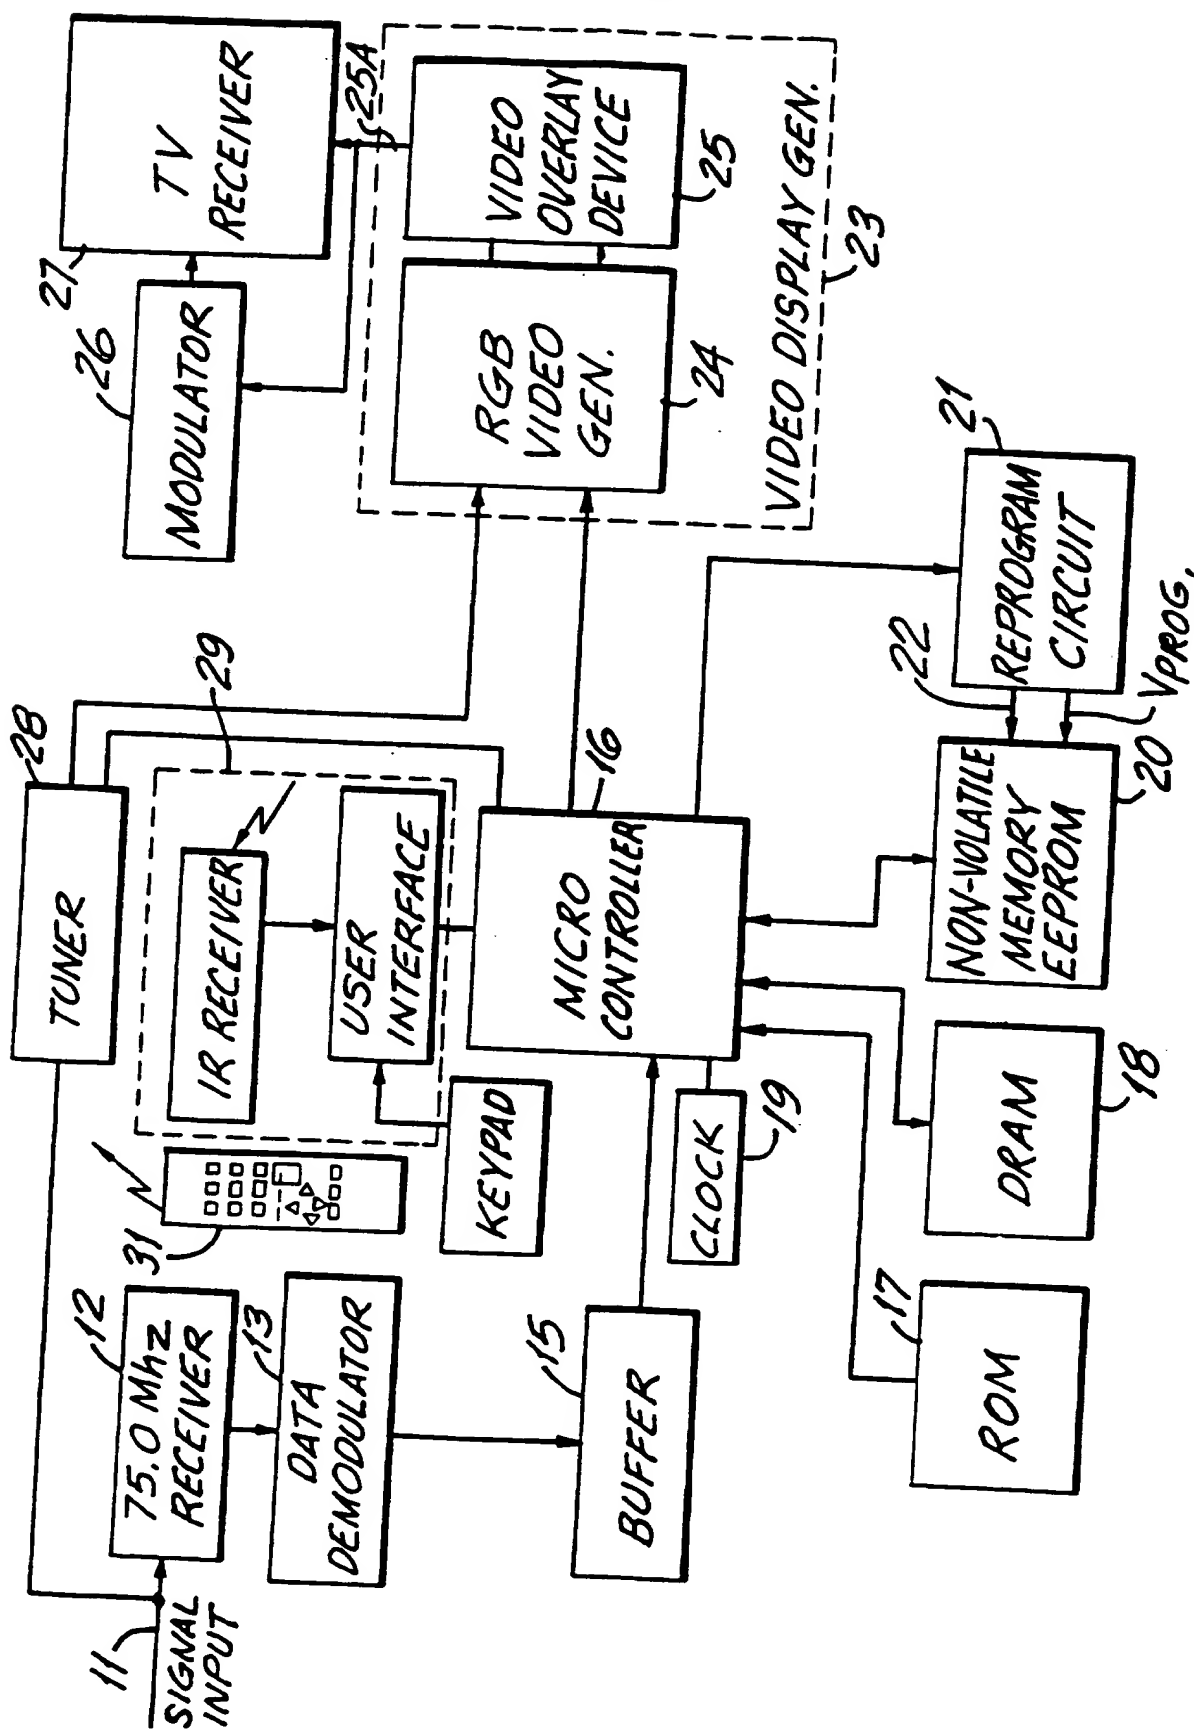 11
SIGNAL
INPUT
12
75.0 Mhz
RECEIVER
13
DATA
DEMODULATOR
15
BUFFER
17
ROM
31
28
TUNER
29
IR RECEIVER
USER
INTERFACE
KEYPAD
CLOCK
19
16
MICRO
CONTROLLER
DRAM
18
NON-VOLATILE
MEMORY
EEPROM
20
22
VPROG.
21
REPROGRAM
CIRCUIT
26
MODULATOR
27
TV
RECEIVER
25A
RGB
VIDEO
GEN.
24
VIDEO
OVERLAY
DEVICE
25
VIDEO DISPLAY GEN.
23